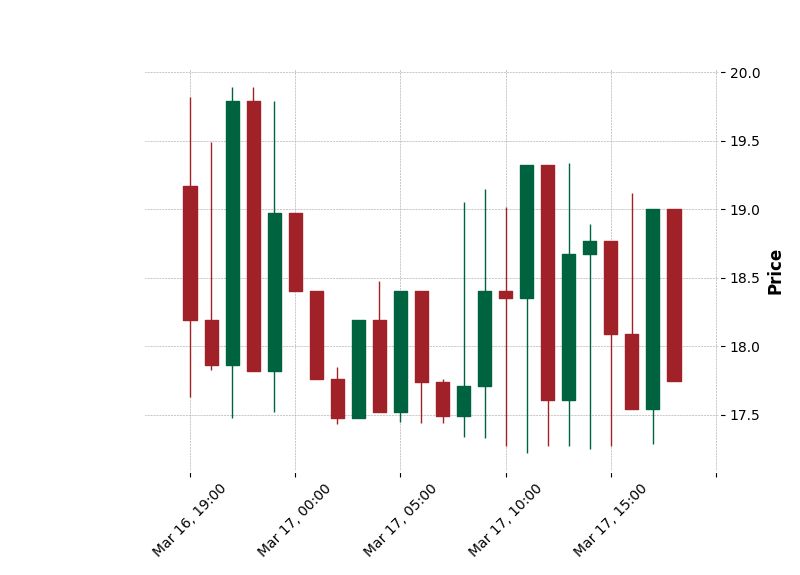 20.0
19.5
19.0
18.5
18.0
17.5
Price
Mar 16, 19:00
Mar 17, 00:00
Mar 17, 05:00
Mar 17, 10:00
Mar 17, 15:00